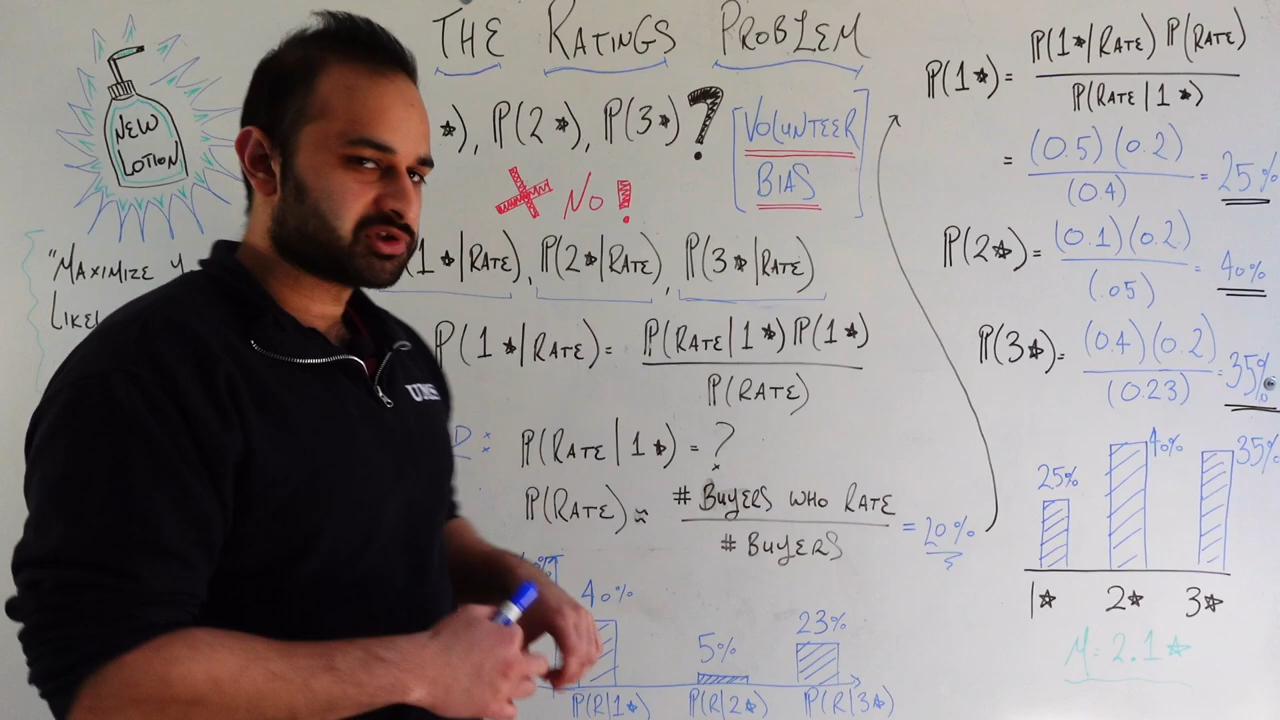 THE RATINGS PROBLEM
NEW
LOTION
★), P(2★), P(3★)?
VOLUNTEER
BIAS
NO!
"MAXIMIZE
(1★|RATE), P(2★|RATE), P(3★|RATE)
P(1★|RATE) = P(RATE|1★) P(1★)
P(RATE)
D: P(RATE|1★) = ?
P(RATE) ≈ # BUYERS WHO RATE
# BUYERS
= 20%
40%
5%
23%
P(R|1★) P(R|2★) P(R|3★)
P(1★) = P(1★|RATE) P(RATE)
P(RATE|1★)
= (0.5)(0.2)
(0.4)
= 25%
P(2★) = (0.1)(0.2)
(.05)
= 40%
P(3★) = (0.4)(0.2)
(0.23)
= 35%
25% 40% 35%
1★ 2★ 3★
M=2.1★